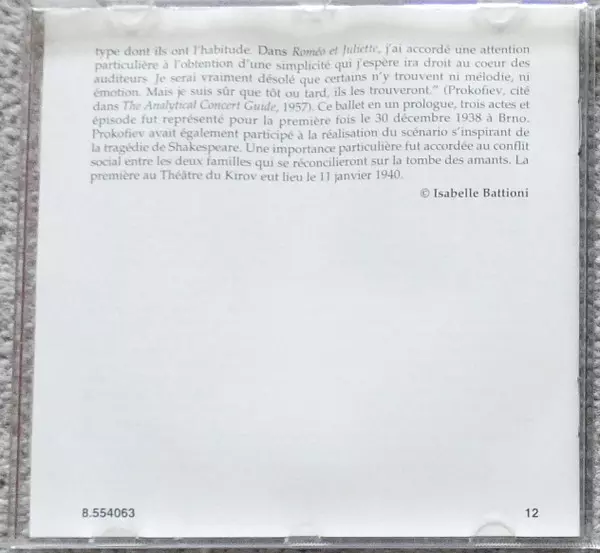 type dont ils ont l'habitude. Dans Roméo et Juliette, j'ai accordé une attention
particulière à l'obtention d'une simplicité qui j'espère ira droit au coeur des
auditeurs. Je serai vraiment désolé que certains n'y trouvent ni mélodie, ni
émotion. Mais je suis sûr que tôt ou tard, ils les trouveront." (Prokofiev, cité
dans The Analytical Concert Guide, 1957). Ce ballet en un prologue, trois actes et
épisode fut représenté pour la première fois le 30 décembre 1938 à Brno.
Prokofiev avait également participé à la réalisation du scénario s'inspirant de
la tragédie de Shakespeare. Une importance particulière fut accordée au conflit
social entre les deux familles qui se réconcilieront sur la tombe des amants. La
première au Théâtre du Kirov eut lieu le 11 janvier 1940.
© Isabelle Battioni
8.554063 12